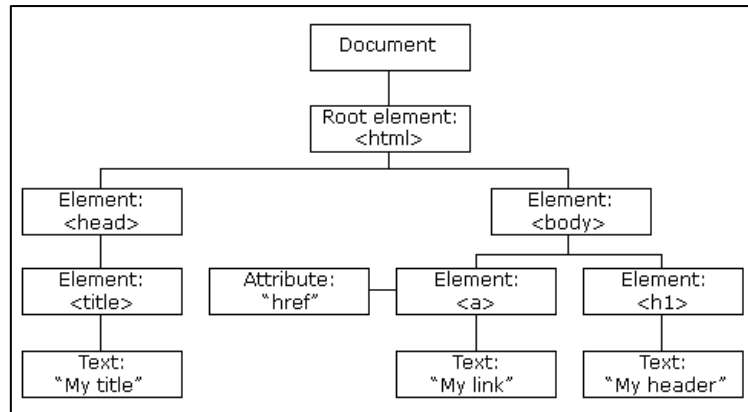 Document
Root element:
<html>
Element:
<head>
Element:
<body>
Element:
<title>
Attribute:
“href”
Element:
<a>
Element:
<h1>
Text:
“My title”
Text:
“My link”
Text:
“My header”